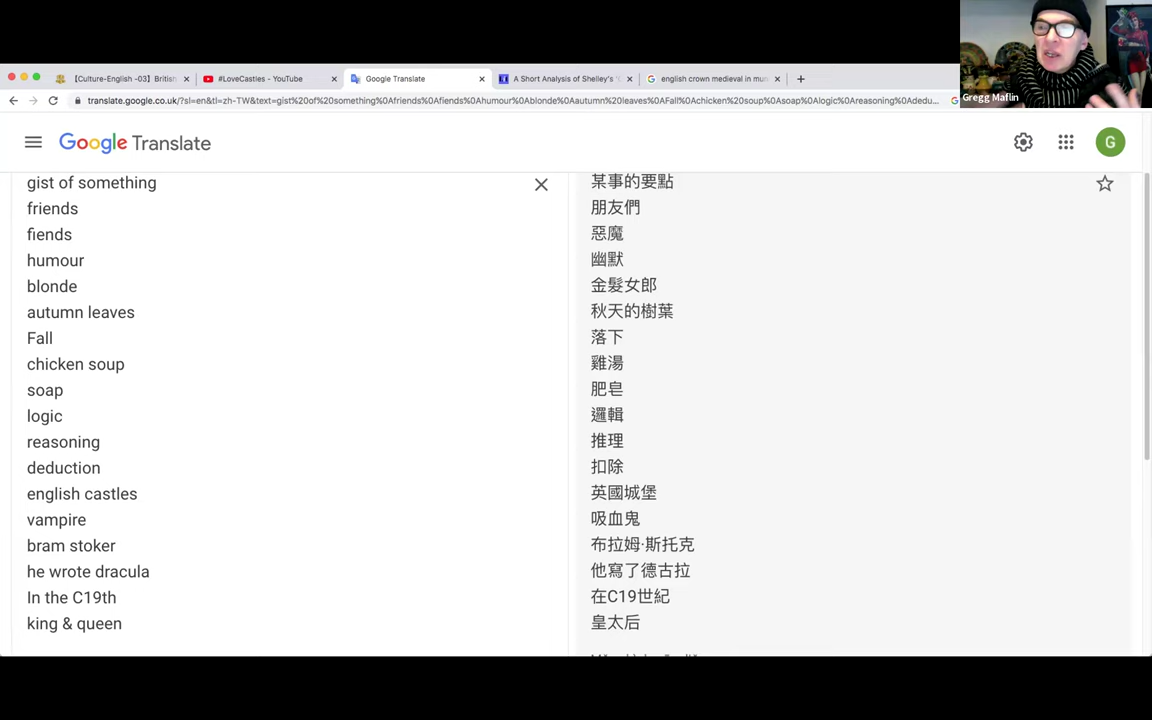 【Culture-English -03】British
#LoveCastles - YouTube
Google Translate
A Short Analysis of Shelley's 'O
english crown medieval in mus
translate.google.co.uk/?sl=en&tl=zh-TW&text=gist%20of%20something%0Afriends%0Afiends%0Ahumour%0Ablonde%0Aautumn%20leaves%0AFall%0Achicken%20soup%0Asoap%0Alogic%0Areasoning%0Adedu...
Gregg Maflin
Google Translate
G
gist of something
friends
fiends
humour
blonde
autumn leaves
Fall
chicken soup
soap
logic
reasoning
deduction
english castles
vampire
bram stoker
he wrote dracula
In the C19th
king & queen
某事的要點
朋友們
惡魔
幽默
金髮女郎
秋天的樹葉
落下
雞湯
肥皂
邏輯
推理
扣除
英國城堡
吸血鬼
布拉姆·斯托克
他寫了德古拉
在C19世紀
皇太后